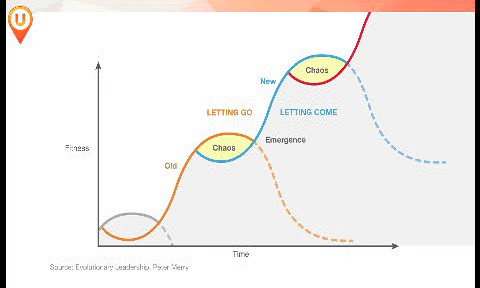 U
Chaos
New
LETTING GO
LETTING COME
Fitness
Chaos
Emergence
Old
Time
Source: Evolutionary Leadership, Peter Merry